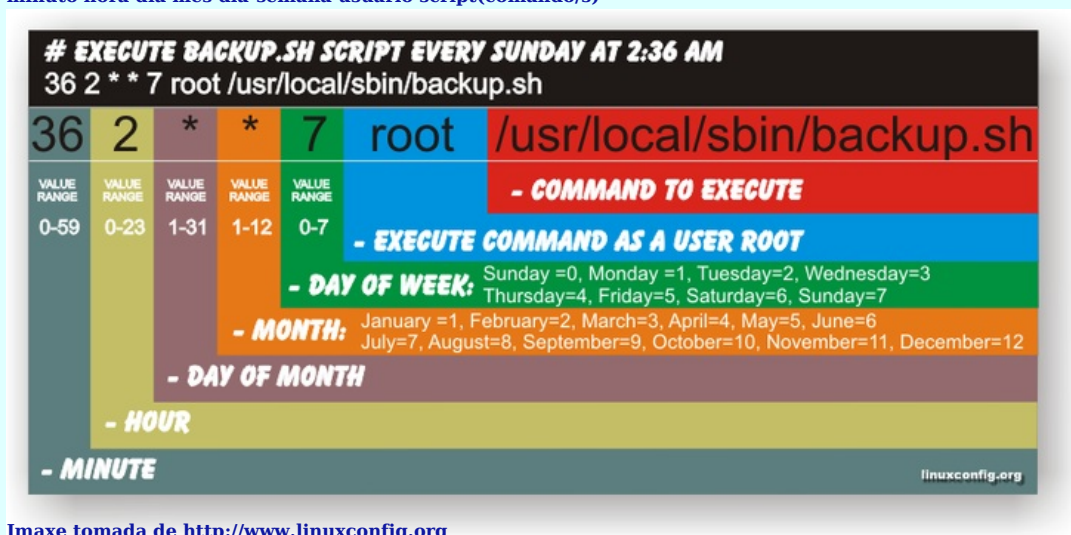 minuto hora día mes día-semana usuario script(comando/s)
# EXECUTE BACKUP.SH SCRIPT EVERY SUNDAY AT 2:36 AM
36 2 * * 7 root /usr/local/sbin/backup.sh
36 2 * * 7 root /usr/local/sbin/backup.sh
VALUE RANGE VALUE RANGE VALUE RANGE VALUE RANGE VALUE RANGE
- COMMAND TO EXECUTE
0-59 0-23 1-31 1-12 0-7
- EXECUTE COMMAND AS A USER ROOT
- DAY OF WEEK: Sunday =0, Monday =1, Tuesday=2, Wednesday=3
Thursday=4, Friday=5, Saturday=6, Sunday=7
- MONTH: January =1, February=2, March=3, April=4, May=5, June=6
July=7, August=8, September=9, October=10, November=11, December=12
- DAY OF MONTH
- HOUR
- MINUTE
linuxconfig.org
Imaxe tomada de http://www.linuxconfig.org